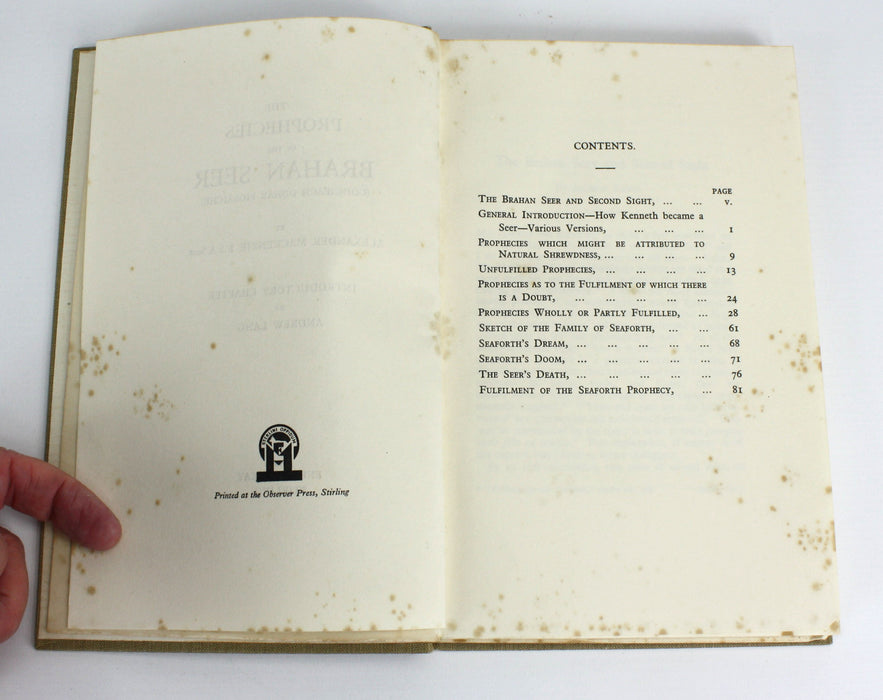 Printed at the Observer Press, Stirling
CONTENTS.
PAGE
THE BRAHAN SEER AND SECOND SIGHT, ... ... v.
GENERAL INTRODUCTION—HOW KENNETH BECAME A
SEER—VARIOUS VERSIONS, ... ... ... 1
PROPHECIES WHICH MIGHT BE ATTRIBUTED TO
NATURAL SHREWDNESS, ... ... ... ... 9
UNFULFILLED PROPHECIES, ... ... ... ... 13
PROPHECIES AS TO THE FULFILMENT OF WHICH THERE
IS A DOUBT, ... ... ... ... ... 24
PROPHECIES WHOLLY OR PARTLY FULFILLED, ... 28
SKETCH OF THE FAMILY OF SEAFORTH, ... ... 61
SEAFORTH'S DREAM, ... ... ... ... ... 68
SEAFORTH'S DOOM, ... ... ... ... ... 71
THE SEER'S DEATH, ... ... ... ... ... 76
FULFILMENT OF THE SEAFORTH PROPHECY, ... 81